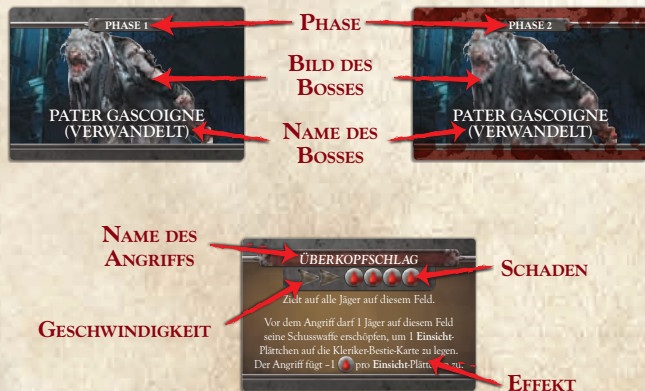 PHASE 1
PHASE
PHASE 2
BILD DES
BOSSES
PATER GASCOIGNE
(VERWANDELT)
NAME DES
BOSSES
PATER GASCOIGNE
(VERWANDELT)
NAME DES
ANGRIFFS
ÜBERKOPFSCHLAG
SCHADEN
GESCHWINDIGKEIT
Zielt auf alle Jäger auf diesem Feld.
Vor dem Angriff darf 1 Jäger auf diesem Feld
seine Schusswaffe erschöpfen, um 1 Einsicht-
Plättchen auf die Kleriker-Bestie-Karte zu legen.
Der Angriff fügt –1 pro Einsicht-Plättchen zu.
EFFEKT